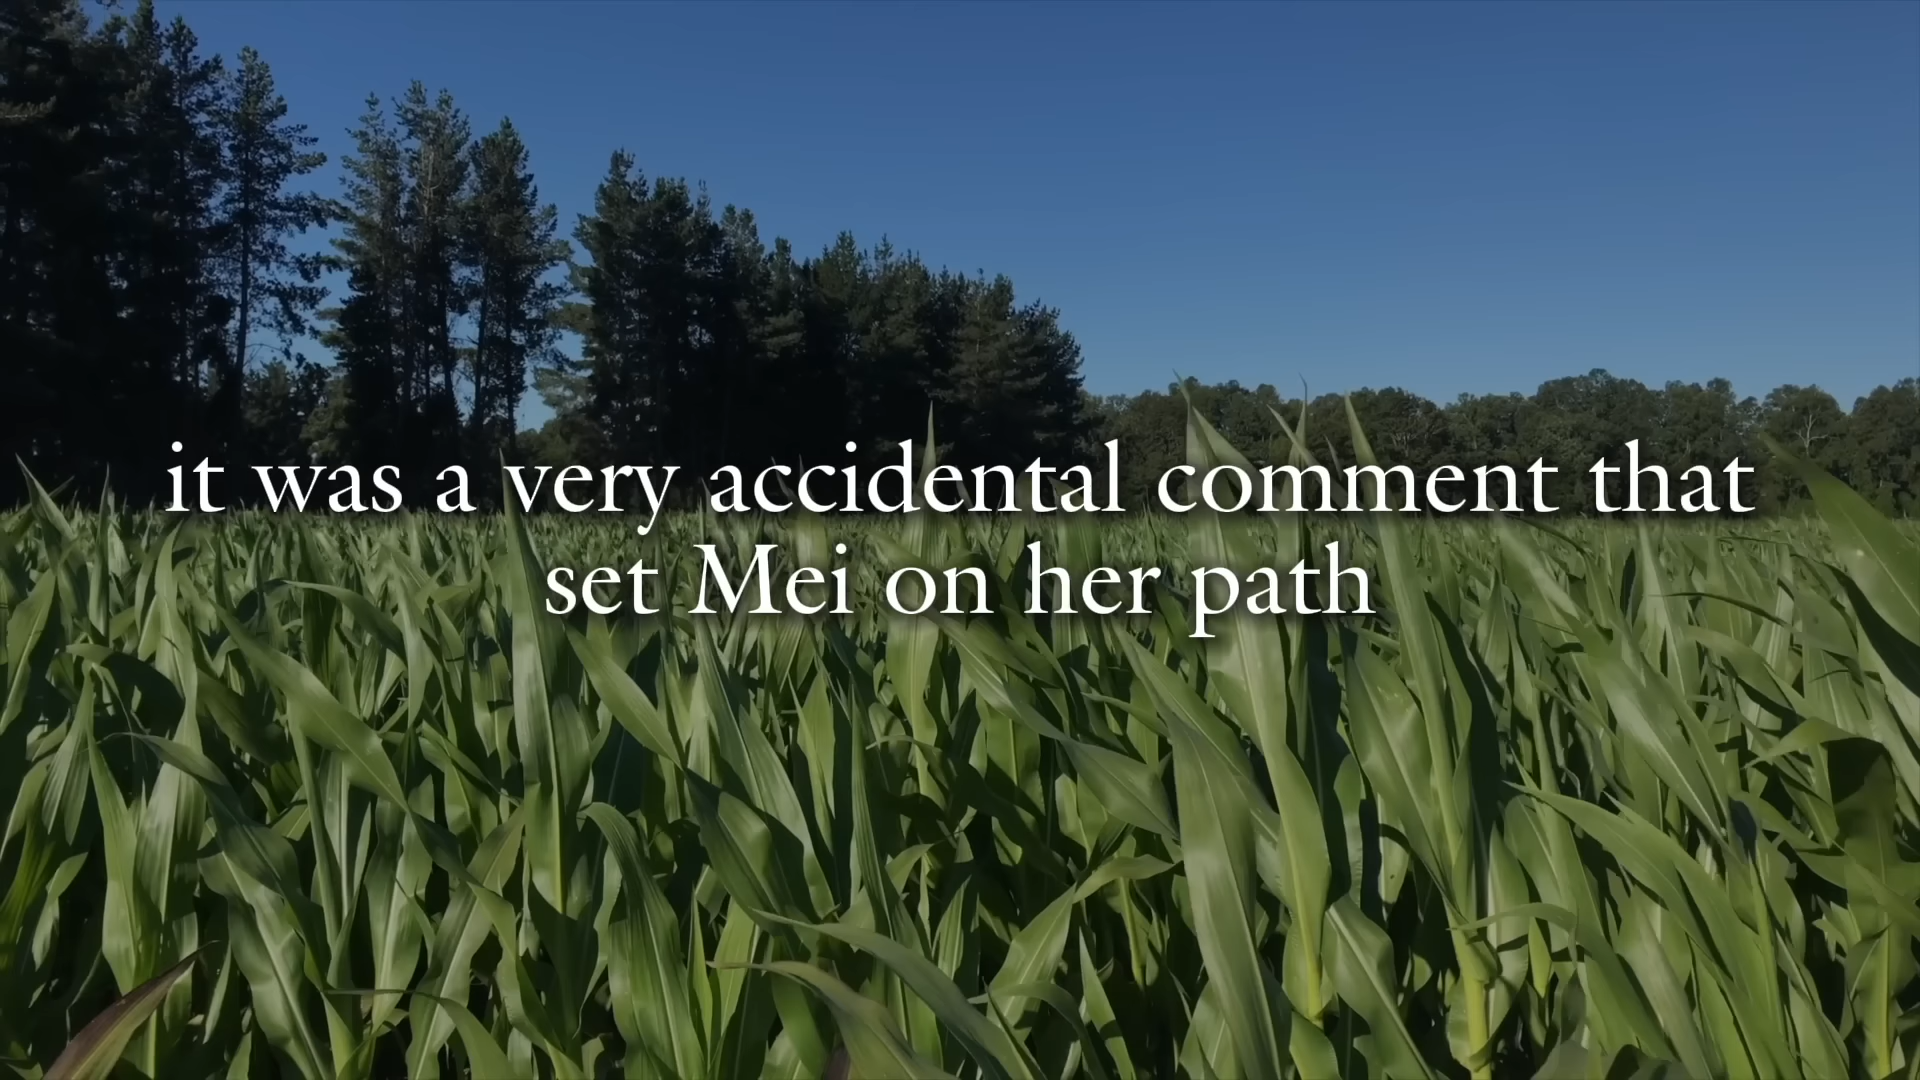 it was a very accidental comment that
set Mei on her path